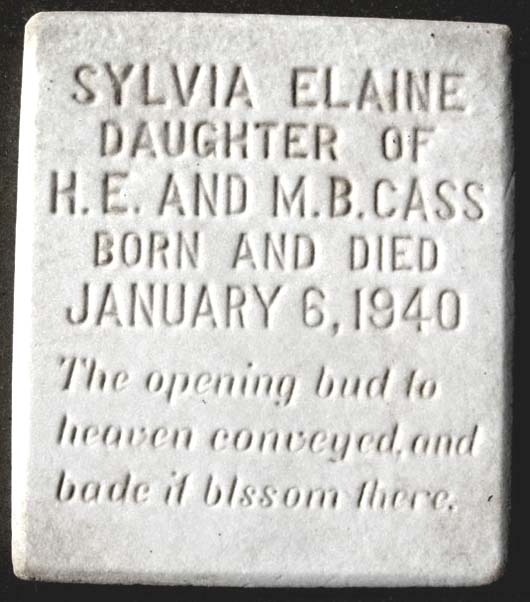 SYLVIA ELAINE
DAUGHTER OF
H.E. AND M.B. CASS
BORN AND DIED
JANUARY 6, 1940
The opening bud to
heaven conveyed, and
bade it blssom there.